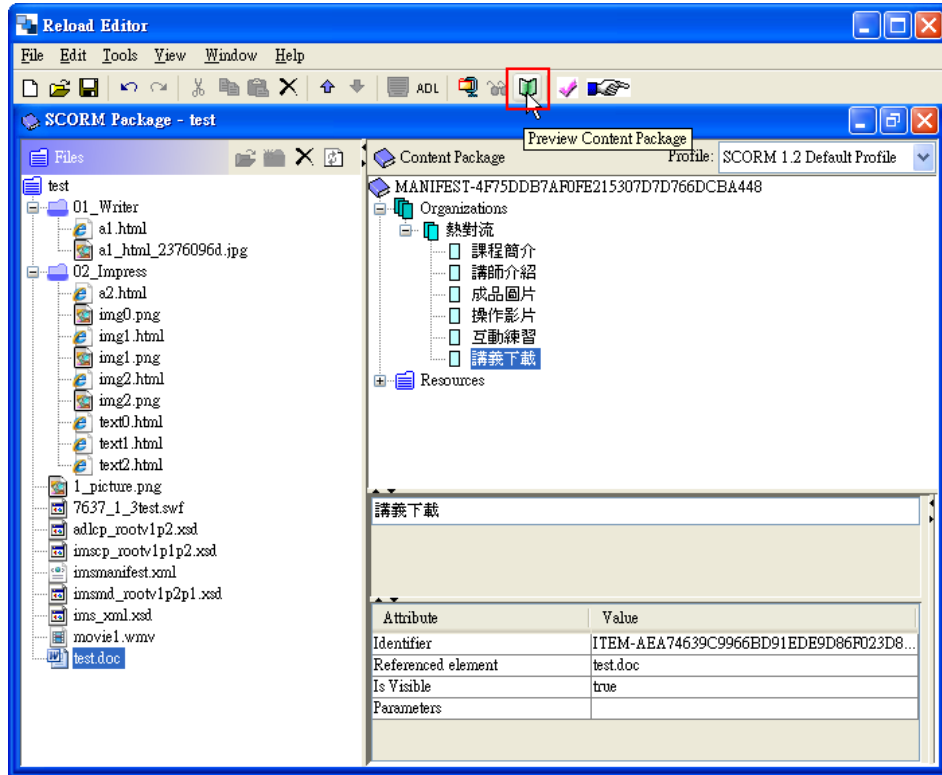 Reload Editor
File Edit Tools View Window Help
ADL
SCORM Package - test
Preview Content Package
Files
Content Package
Profile: SCORM 1.2 Default Profile
test
01_Writer
a1.html
a1_html_2376096d.jpg
02_Impress
a2.html
img0.png
img1.html
img1.png
img2.html
img2.png
text0.html
text1.html
text2.html
1_picture.png
7637_1_3test.swf
adlcp_rootv1p2.xsd
imscp_rootv1p1p2.xsd
imsmanifest.xml
imsmd_rootv1p2p1.xsd
ims_xml.xsd
movie1.wmv
test.doc
MANIFEST-4F75DDB7AF0FE215307D7D766DCBA448
Organizations
熱對流
課程簡介
講師介紹
成品圖片
操作影片
互動練習
講義下載
Resources
講義下載
Attribute Value
Identifier ITEM-AEA74639C9966BD91EDE9D86F023D8...
Referenced element test.doc
Is Visible true
Parameters